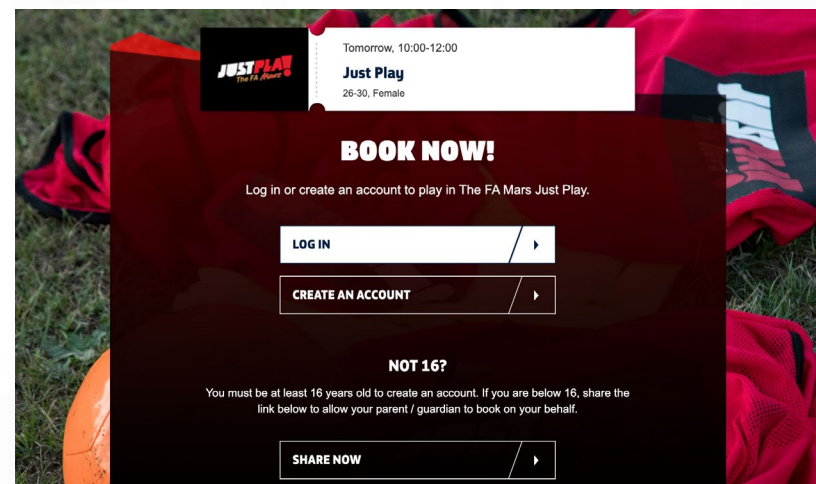 JUSTPLAY
The FA Mars
Tomorrow, 10:00-12:00
Just Play
26-30, Female
BOOK NOW!
Log in or create an account to play in The FA Mars Just Play.
LOG IN
CREATE AN ACCOUNT
NOT 16?
You must be at least 16 years old to create an account. If you are below 16, share the
link below to allow your parent / guardian to book on your behalf.
SHARE NOW